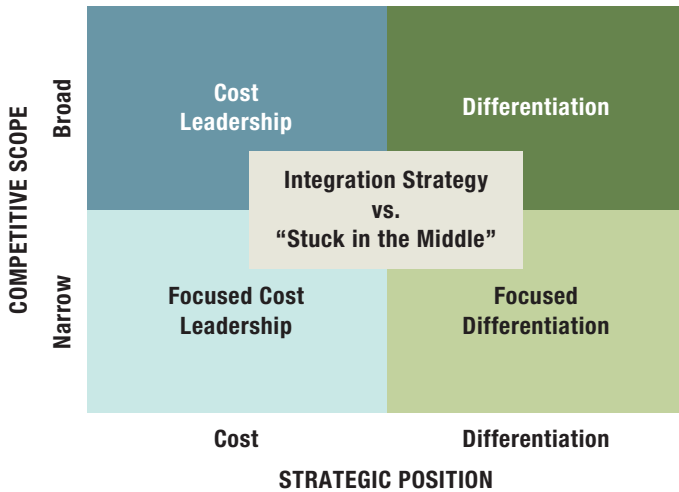 COMPETITIVE SCOPE
Broad
Narrow
Cost
Leadership
Differentiation
Integration Strategy
vs.
“Stuck in the Middle”
Focused Cost
Leadership
Focused
Differentiation
Cost
Differentiation
STRATEGIC POSITION